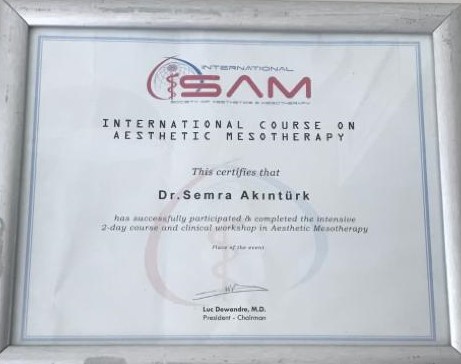 INTERNATIONAL
ISAM
SOCIETY OF AESTHETICS & MESOTHERAPY
INTERNATIONAL COURSE ON
AESTHETIC MESOTHERAPY
This certifies that
Dr.Semra Akıntürk
has successfully participated & completed the intensive
2-day course and clinical workshop in Aesthetic Mesotherapy
Place of the event
Luc Dewandre, M.D.
President - Chairman